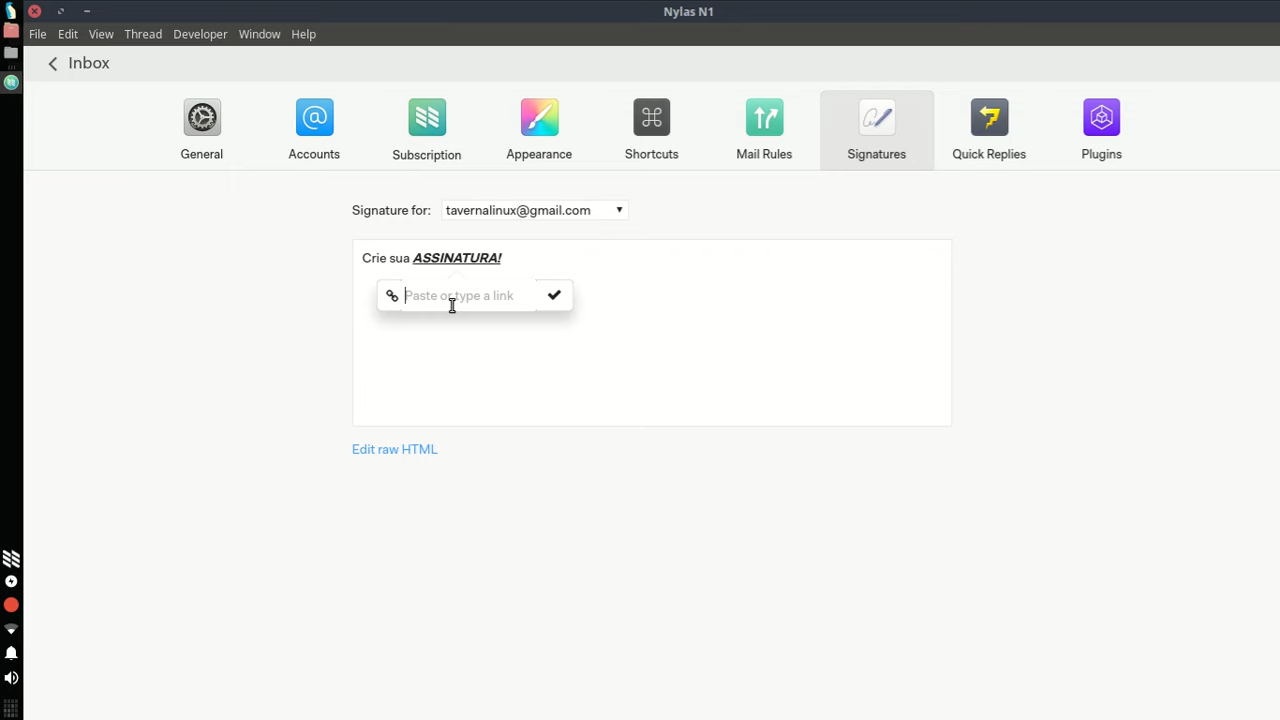 Nylas N1
File Edit View Thread Developer Window Help
Inbox
General Accounts Subscription Appearance Shortcuts Mail Rules Signatures Quick Replies Plugins
Signature for: tavernalinux@gmail.com
Crie sua ASSINATURA!
Paste or type a link
Edit raw HTML